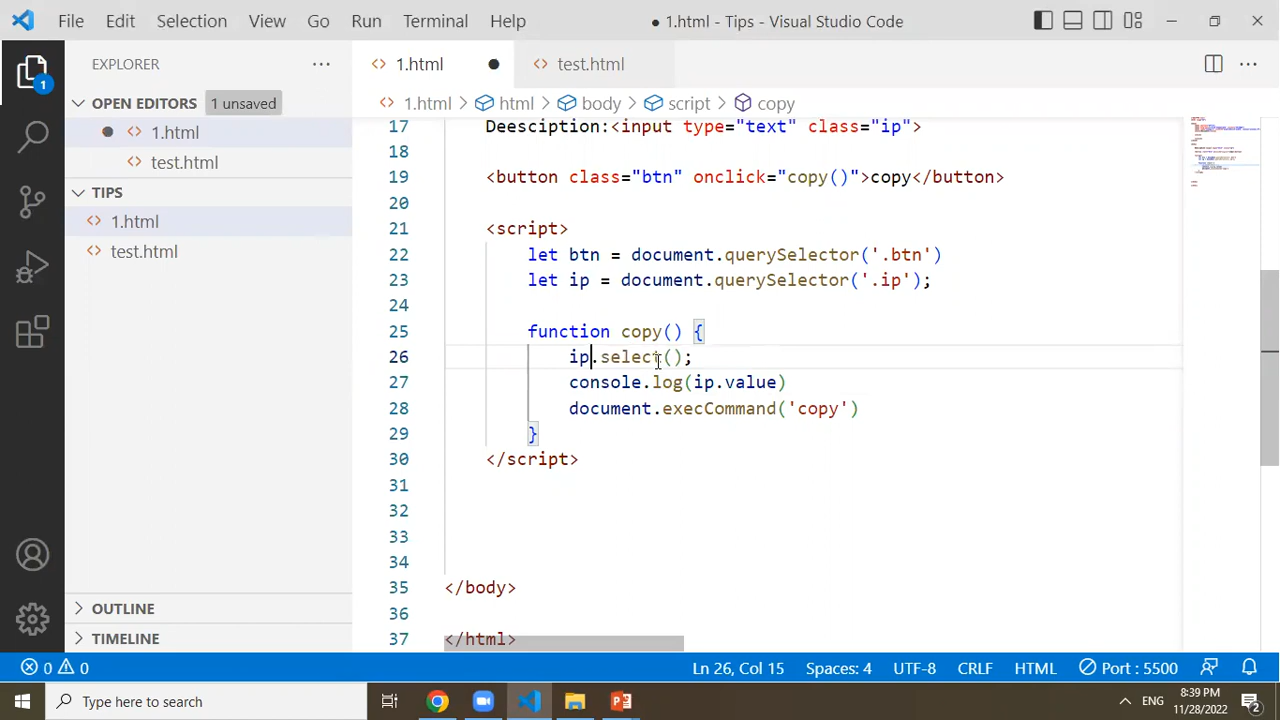 File Edit Selection View Go Run Terminal Help
● 1.html - Tips - Visual Studio Code
EXPLORER
OPEN EDITORS 1 unsaved
1.html
test.html
TIPS
1.html
test.html
OUTLINE
TIMELINE
1
1.html
test.html
1.html > html > body > script > copy
17 Deesciption:<input type="text" class="ip">
18
19 <button class="btn" onclick="copy()">copy</button>
20
21 <script>
22 let btn = document.querySelector('.btn')
23 let ip = document.querySelector('.ip');
24
25 function copy() {
26 ip.select();
27 console.log(ip.value)
28 document.execCommand('copy')
29 }
30 </script>
31
32
33
34
35 </body>
36
37 </html>
0 0 Ln 26, Col 15 Spaces: 4 UTF-8 CRLF HTML Port : 5500
Type here to search
ENG
8:39 PM
11/28/2022
2